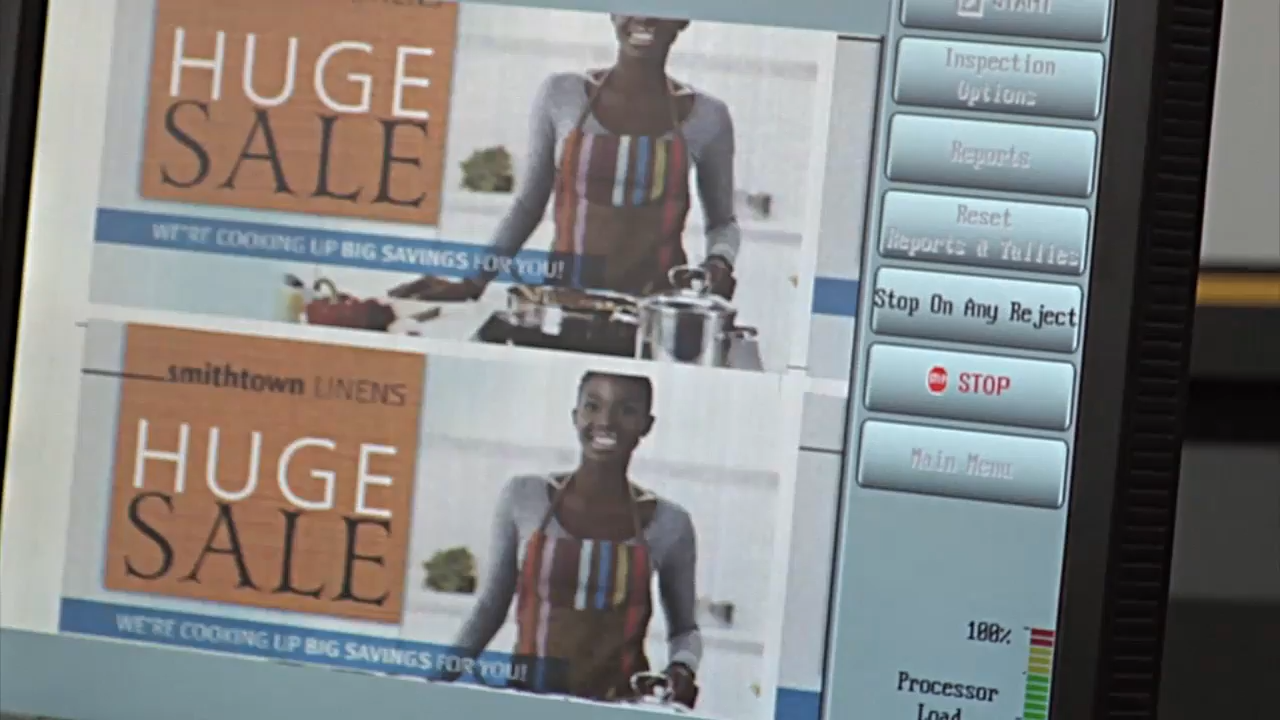 HUGE
SALE
WE'RE COOKING UP BIG SAVINGS FOR YOU!
smithtown LINENS
HUGE
SALE
WE'RE COOKING UP BIG SAVINGS FOR YOU!
START
Inspection
Options
Reports
Reset
Reports & Tallies
Stop On Any Reject
STOP
Main Menu
100%
Processor
Load